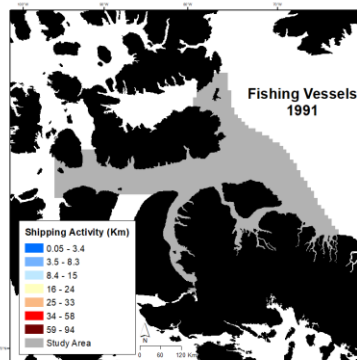 Fishing Vessels
1991
Shipping Activity (Km)
0.05 - 3.4
3.5 - 8.3
8.4 - 15
16 - 24
25 - 33
34 - 58
59 - 94
Study Area
N
0
60
120 Km